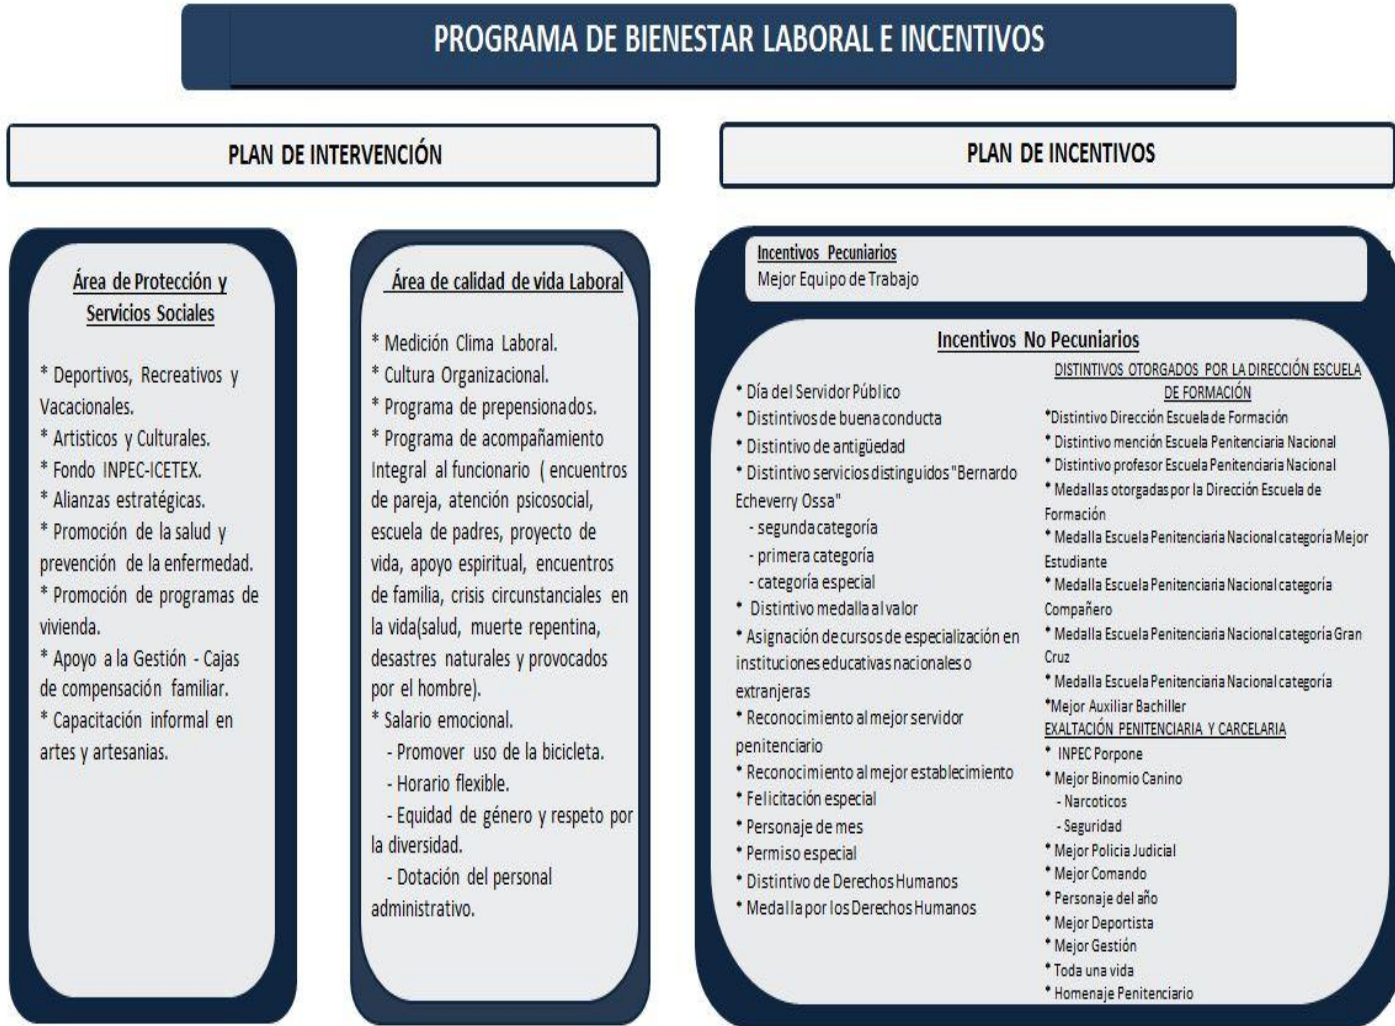 PROGRAMA DE BIENESTAR LABORAL E INCENTIVOS
PLAN DE INTERVENCIÓN
Área de Protección y
Servicios Sociales
* Deportivos, Recreativos y
Vacacionales.
* Artisticos y Culturales.
* Fondo INPEC-ICETEX.
* Alianzas estratégicas.
* Promoción de la salud y
prevención de la enfermedad.
* Promoción de programas de
vivienda.
* Apoyo a la Gestión - Cajas
de compensación familiar.
* Capacitación informal en
artes y artesanias.
Área de calidad de vida Laboral
* Medición Clima Laboral.
* Cultura Organizacional.
* Programa de prepensionados.
* Programa de acompañamiento
Integral al funcionario ( encuentros
de pareja, atención psicosocial,
escuela de padres, proyecto de
vida, apoyo espiritual, encuentros
de familia, crisis circunstanciales en
la vida(salud, muerte repentina,
desastres naturales y provocados
por el hombre).
* Salario emocional.
- Promover uso de la bicicleta.
- Horario flexible.
- Equidad de género y respeto por
la diversidad.
- Dotación del personal
administrativo.
PLAN DE INCENTIVOS
Incentivos Pecuniarios
Mejor Equipo de Trabajo
Incentivos No Pecuniarios
* Día del Servidor Público
* Distintivos de buena conducta
* Distintivo de antigüedad
* Distintivo servicios distinguidos "Bernardo
Echeverry Ossa"
- segunda categoría
- primera categoría
- categoría especial
* Distintivo medalla al valor
* Asignación de cursos de especialización en
instituciones educativas nacionales o
extranjeras
* Reconocimiento al mejor servidor
penitenciario
* Reconocimiento al mejor establecimiento
* Felicitación especial
* Personaje de mes
* Permiso especial
* Distintivo de Derechos Humanos
* Medalla por los Derechos Humanos
DISTINTIVOS OTORGADOS POR LA DIRECCIÓN ESCUELA
DE FORMACIÓN
*Distintivo Dirección Escuela de Formación
* Distintivo mención Escuela Penitenciaria Nacional
* Distintivo profesor Escuela Penitenciaria Nacional
* Medallas otorgadas por la Dirección Escuela de
Formación
* Medalla Escuela Penitenciaria Nacional categoría Mejor
Estudiante
* Medalla Escuela Penitenciaria Nacional categoría
Compañero
* Medalla Escuela Penitenciaria Nacional categoría Gran
Cruz
* Medalla Escuela Penitenciaria Nacional categoría
*Mejor Auxiliar Bachiller
EXALTACIÓN PENITENCIARIA Y CARCELARIA
* INPEC Porpone
* Mejor Binomio Canino
- Narcoticos
- Seguridad
* Mejor Policia Judicial
* Mejor Comando
* Personaje del año
* Mejor Deportista
* Mejor Gestión
* Toda una vida
* Homenaje Penitenciario